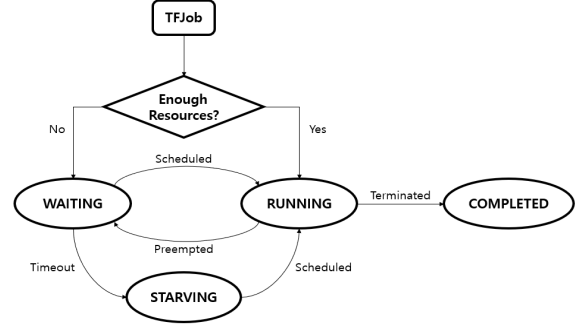 TFJob
Enough
Resources?
No
Yes
Scheduled
WAITING
RUNNING
Terminated
COMPLETED
Preempted
Timeout
Scheduled
STARVING